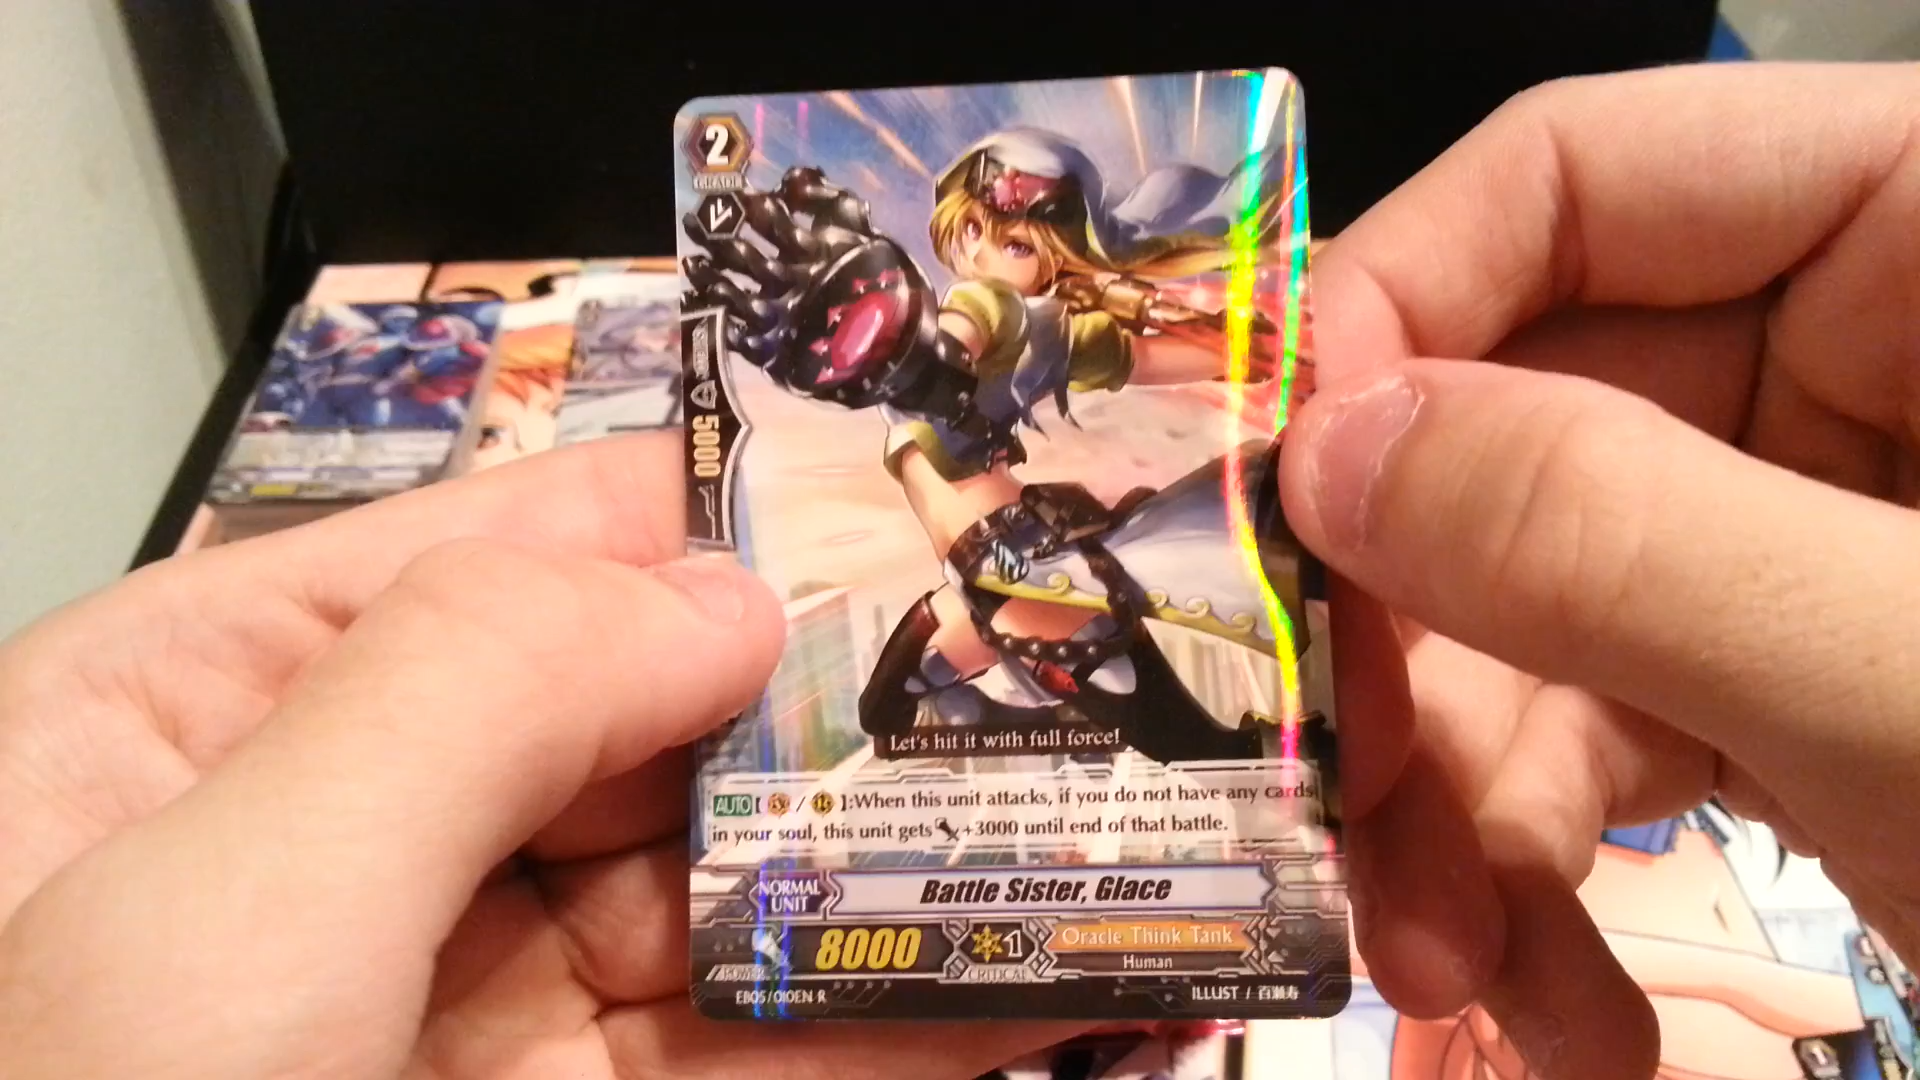 2
GRADE
SHIELD
5000
Let's hit it with full force!
AUTO [ / ]:When this unit attacks, if you do not have any cards
in your soul, this unit gets +3000 until end of that battle.
NORMAL
UNIT
Battle Sister, Glace
POWER
8000
1
CRITICAL
Oracle Think Tank
Human
EB05/010EN R
ILLUST / 百瀬寿